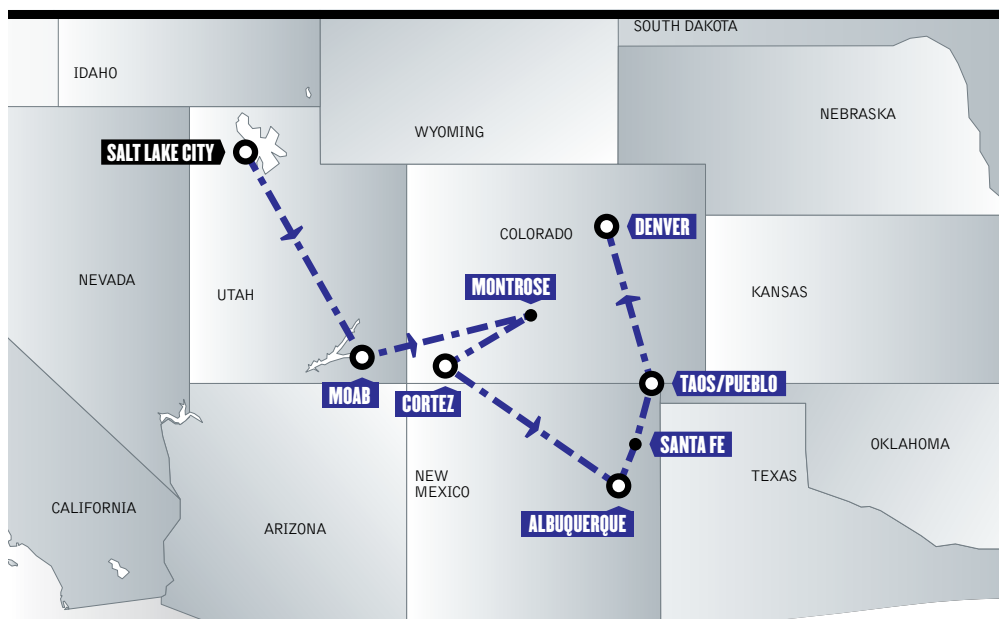 SOUTH DAKOTA
IDAHO
NEBRASKA
WYOMING
SALT LAKE CITY
DENVER
COLORADO
NEVADA
MONTROSE
UTAH
KANSAS
TAOS/PUEBLO
MOAB
CORTEZ
SANTA FE
OKLAHOMA
NEW
MEXICO
TEXAS
CALIFORNIA
ARIZONA
ALBUQUERQUE